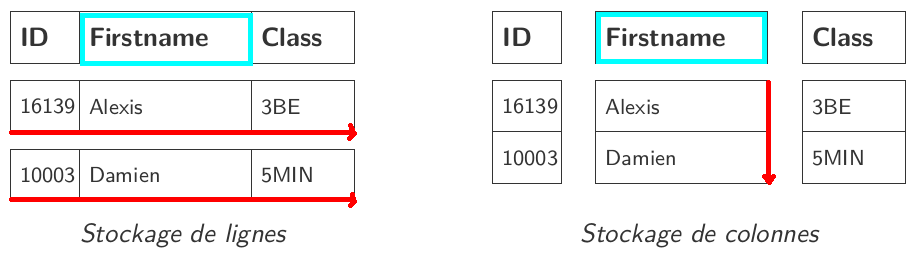 ID Firstname Class
16139 Alexis 3BE
10003 Damien 5MIN
Stockage de lignes
ID Firstname Class
16139 Alexis 3BE
10003 Damien 5MIN
Stockage de colonnes